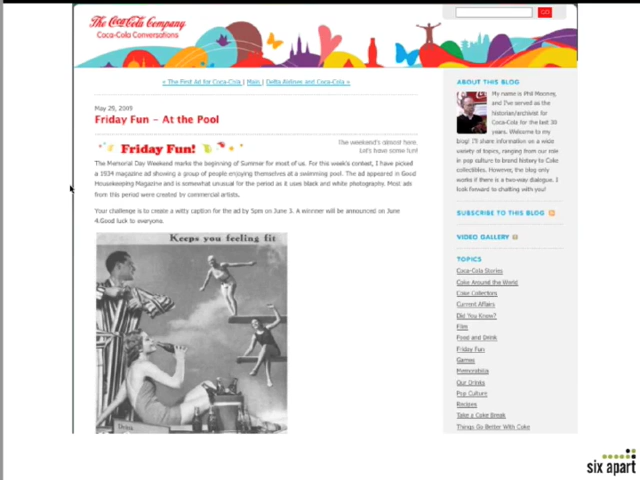 The Coca-Cola Company
Coca-Cola Conversations
GO
« The First Ad for Coca-Cola | Main | Delta Airlines and Coca-Cola »
May 29, 2009
Friday Fun - At the Pool
Friday Fun!
The weekend's almost here.
Let's have some fun!
The Memorial Day Weekend marks the beginning of Summer for most of us. For this week's contest, I have picked
a 1934 magazine ad showing a group of people enjoying themselves at a swimming pool. The ad appeared in Good
Housekeeping Magazine and is somewhat unusual for the period as it uses black and white photography. Most ads
from this period were created by commercial artists.
Your challenge is to create a witty caption for the ad by 5pm on June 3. A winner will be announced on June
4.Good luck to everyone.
Keeps you feeling fit
Drink
ABOUT THIS BLOG
My name is Phil Mooney,
and I've served as the
historian/archivist for
Coca-Cola for the last 30
years. Welcome to my
blog! I'll share information on a wide
variety of topics, ranging from our role
in pop culture to brand history to Coke
collectibles. However, the blog only
works if there is a two-way dialogue. I
look forward to chatting with you!
SUBSCRIBE TO THIS BLOG
VIDEO GALLERY
TOPICS
Coca-Cola Stories
Coke Around the World
Coke Collectors
Current Affairs
Did You Know?
Film
Food and Drink
Friday Fun
Games
Memorabilia
Our Drinks
Pop Culture
Recipes
Take a Coke Break
Things Go Better With Coke
six apart